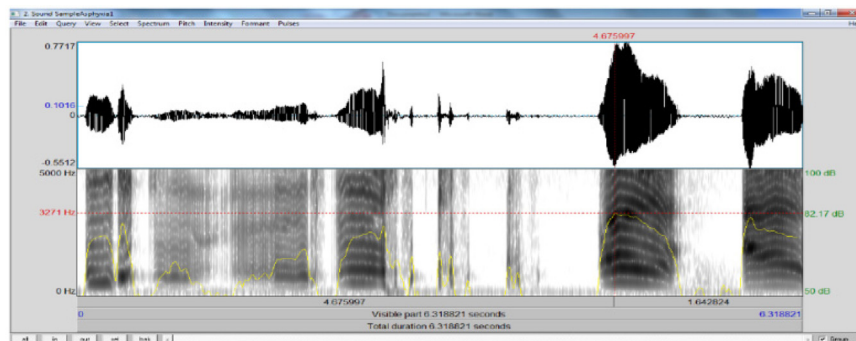 2. Sound SampleAsphyxia1
File Edit Query View Select Spectrum Pitch Intensity Formant Pulses
4.675997
0.7717
0.1016
0
-0.5512
5000 Hz 100 dB
3271 Hz 82.17 dB
0 Hz 50 dB
4.675997 1.642824
0 Visible part 6.318821 seconds 6.318821
Total duration 6.318821 seconds
all in out sel bak Group